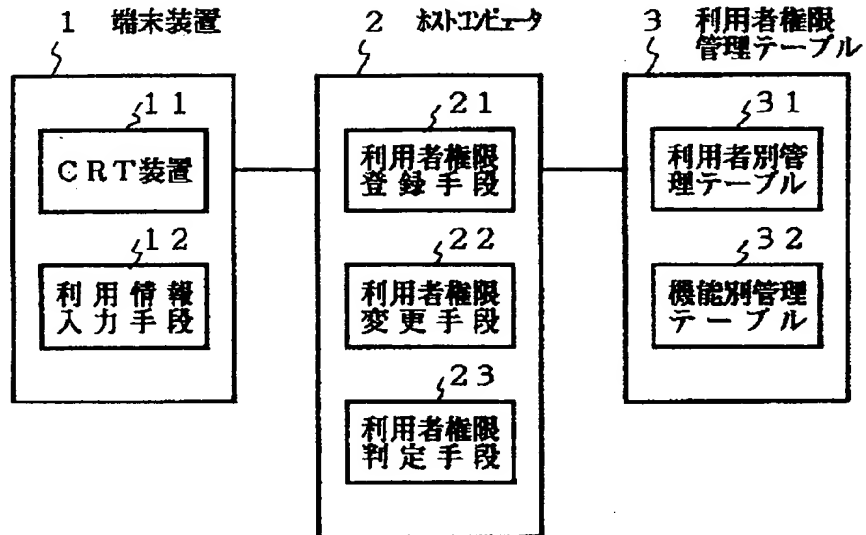 1 端末装置
11
CRT装置
12
利用情報
入力手段
2 ホストコンピュータ
21
利用者権限
登録手段
22
利用者権限
変更手段
23
利用者権限
判定手段
3 利用者権限
管理テーブル
31
利用者別管
理テーブル
32
機能別管理
テーブル